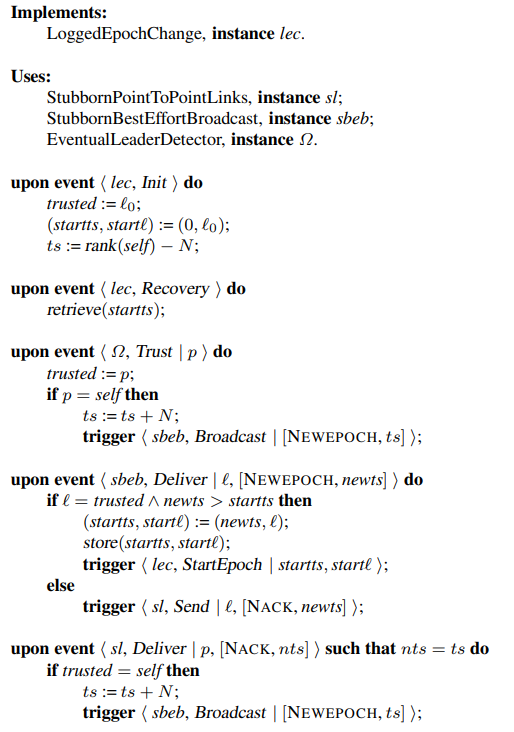 Implements:
LoggedEpochChange, instance lec.
Uses:
StubbornPointToPointLinks, instance sl;
StubbornBestEffortBroadcast, instance sbeb;
EventualLeaderDetector, instance Ω.
upon event ⟨ lec, Init ⟩ do
trusted := ℓ₀;
(startts, startℓ) := (0, ℓ₀);
ts := rank(self) − N;
upon event ⟨ lec, Recovery ⟩ do
retrieve(startts);
upon event ⟨ Ω, Trust | p ⟩ do
trusted := p;
if p = self then
ts := ts + N;
trigger ⟨ sbeb, Broadcast | [NEWEPOCH, ts] ⟩;
upon event ⟨ sbeb, Deliver | ℓ, [NEWEPOCH, newts] ⟩ do
if ℓ = trusted ∧ newts > startts then
(startts, startℓ) := (newts, ℓ);
store(startts, startℓ);
trigger ⟨ lec, StartEpoch | startts, startℓ ⟩;
else
trigger ⟨ sl, Send | ℓ, [NACK, newts] ⟩;
upon event ⟨ sl, Deliver | p, [NACK, nts] ⟩ such that nts = ts do
if trusted = self then
ts := ts + N;
trigger ⟨ sbeb, Broadcast | [NEWEPOCH, ts] ⟩;